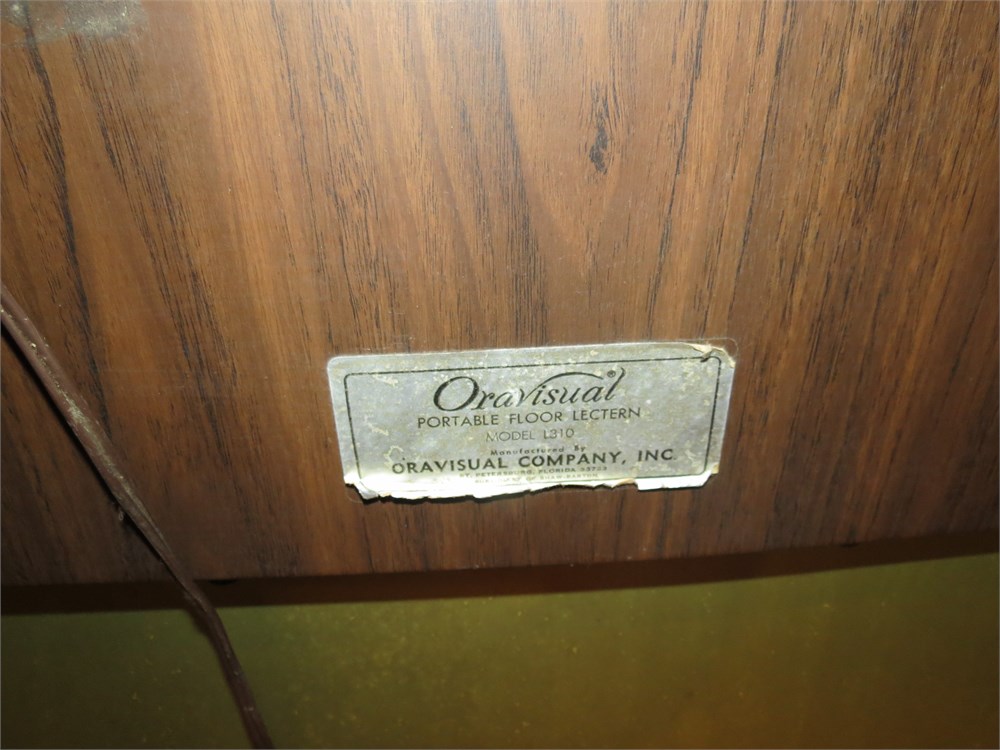 Oravisual®
PORTABLE FLOOR LECTERN
MODEL L310
Manufactured By
ORAVISUAL COMPANY, INC.
ST. PETERSBURG, FLORIDA